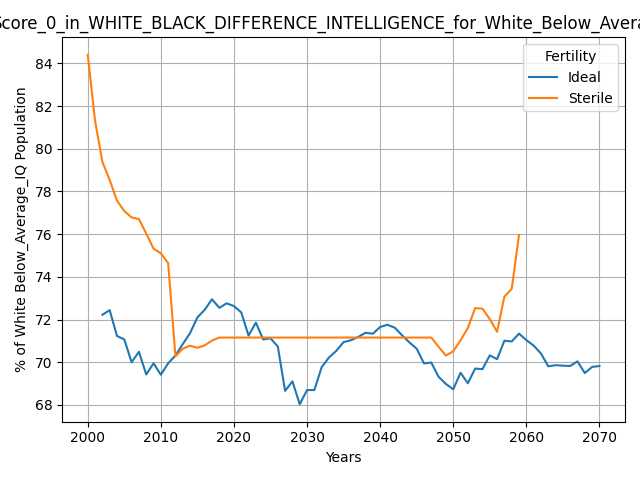 core_0_in_WHITE_BLACK_DIFFERENCE_INTELLIGENCE_for_White_Below_Avera
Fertility
Ideal
Sterile
% of White Below_Average_IQ Population
84
82
80
78
76
74
72
70
68
2000 2010 2020 2030 2040 2050 2060 2070
Years